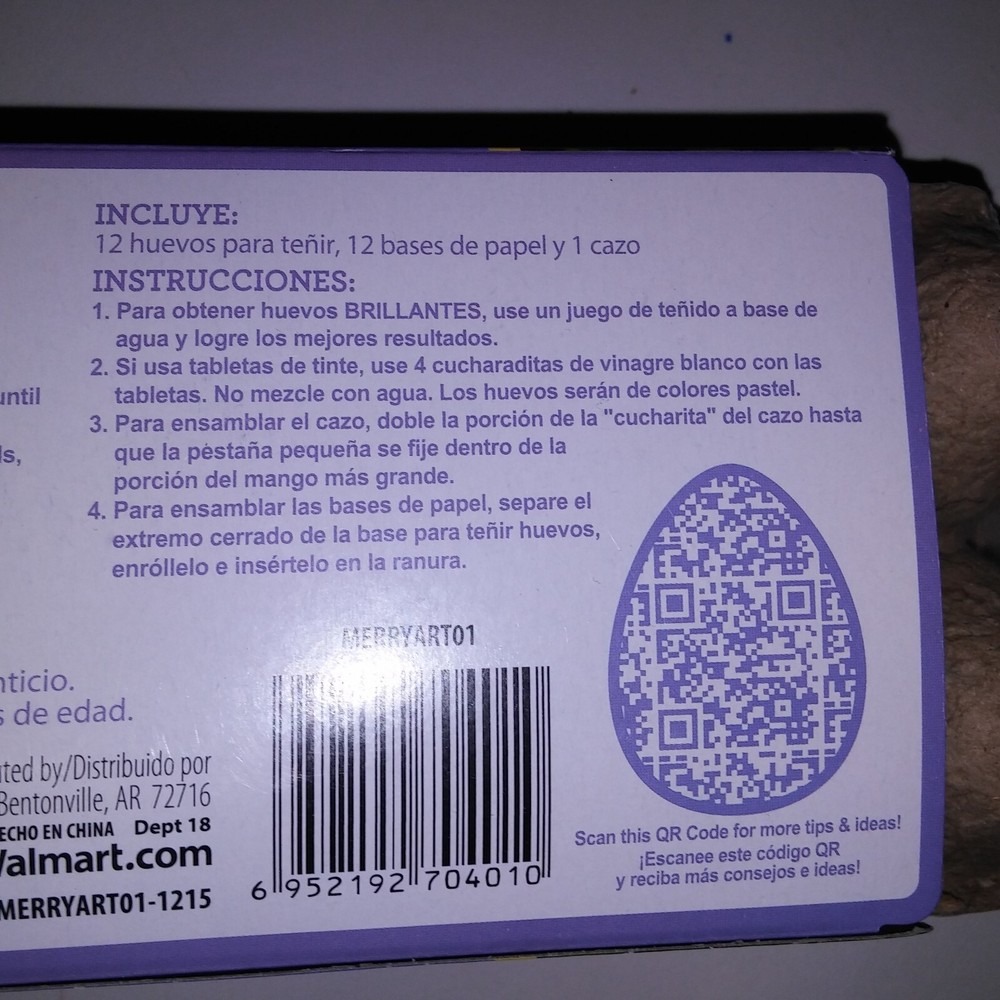 INCLUYE:
12 huevos para teñir, 12 bases de papel y 1 cazo
INSTRUCCIONES:
1. Para obtener huevos BRILLANTES, use un juego de teñido a base de
agua y logre los mejores resultados.
2. Si usa tabletas de tinte, use 4 cucharaditas de vinagre blanco con las
tabletas. No mezcle con agua. Los huevos serán de colores pastel.
3. Para ensamblar el cazo, doble la porción de la "cucharita" del cazo hasta
que la pestaña pequeña se fije dentro de la
porción del mango más grande.
4. Para ensamblar las bases de papel, separe el
extremo cerrado de la base para teñir huevos,
enróllelo e insértelo en la ranura.
until
ls,
nticio.
s de edad.
uted by/Distribuido por
Bentonville, AR 72716
ECHO EN CHINA Dept 18
Walmart.com
MERRYART01-1215
MERRYART01
6 952192 704010
Scan this QR Code for more tips & ideas!
¡Escanee este código QR
y reciba más consejos e ideas!